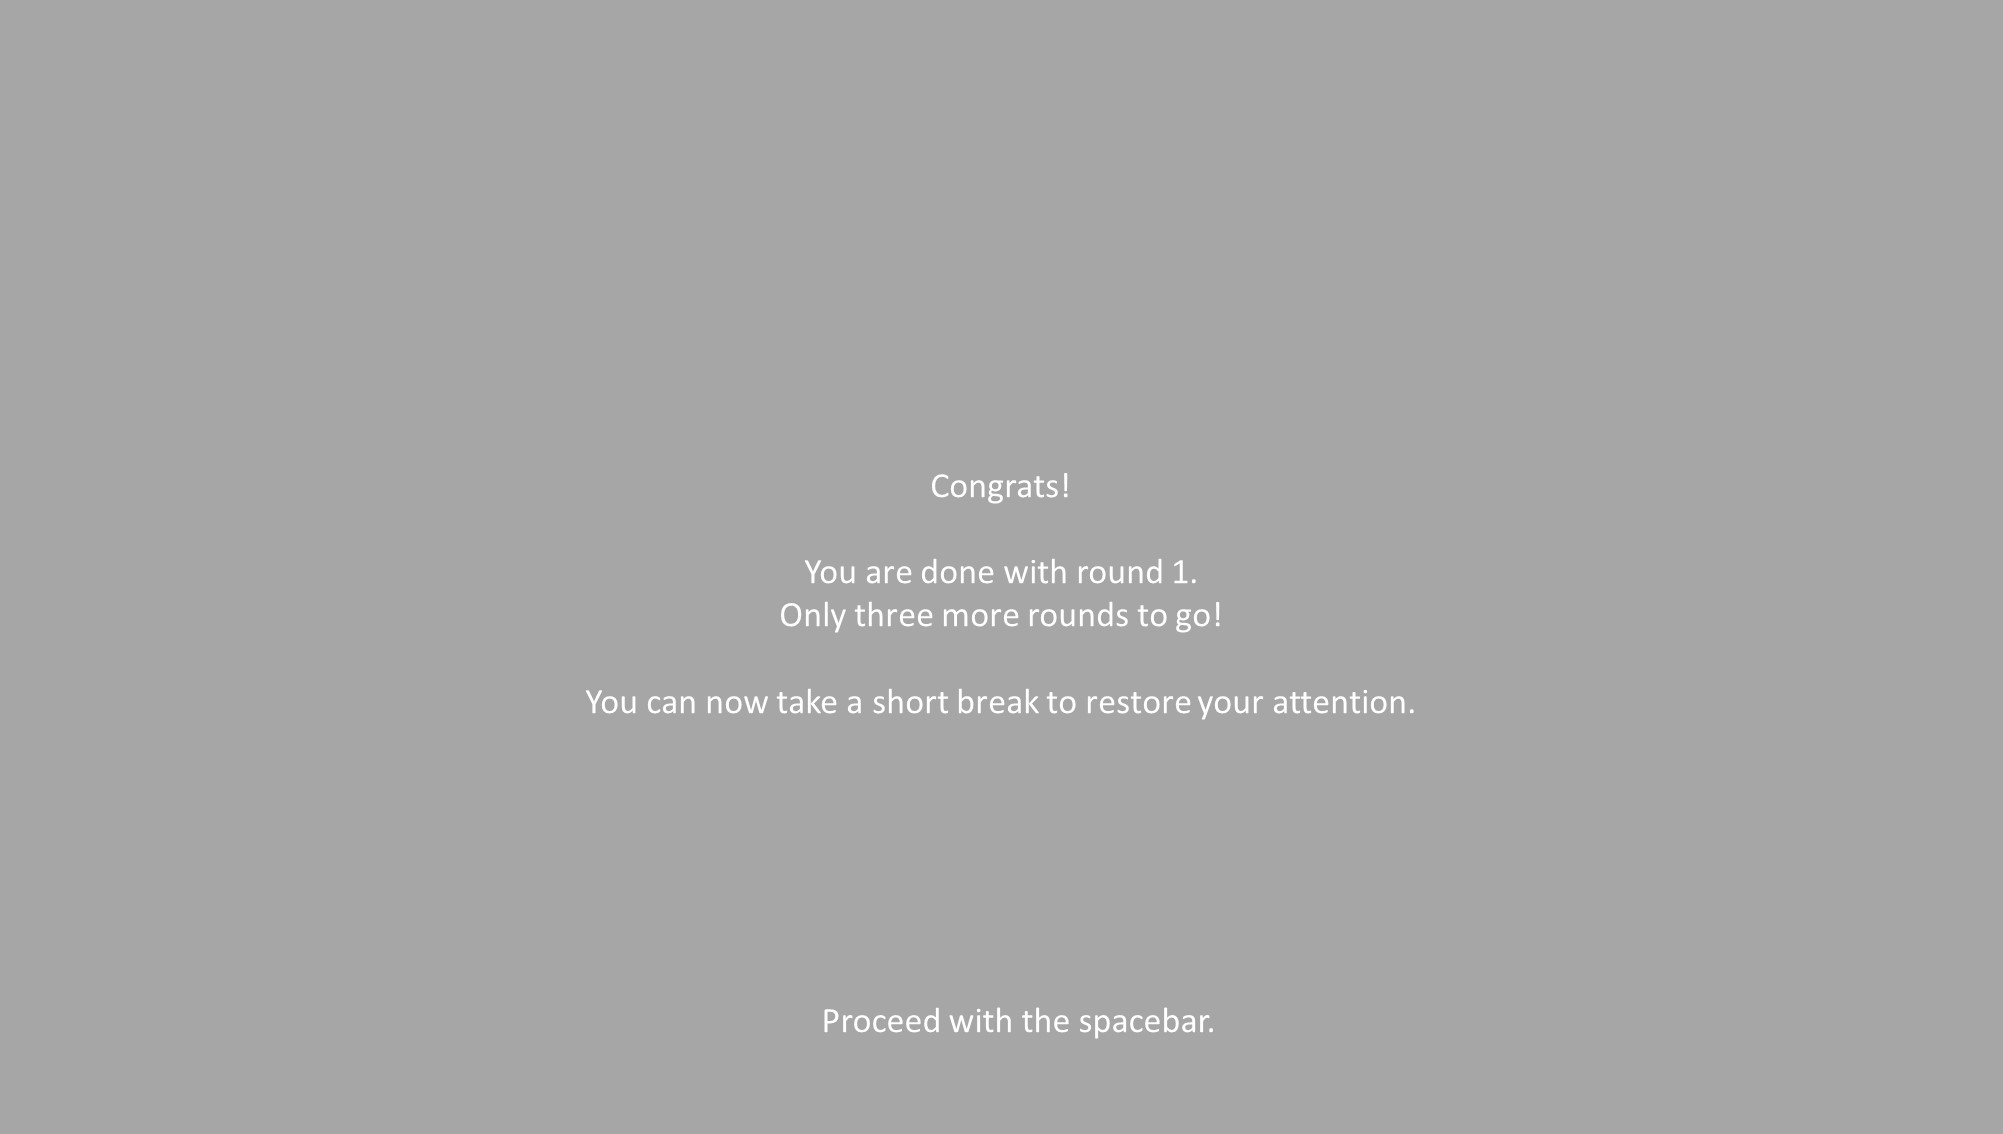 Congrats!
You are done with round 1.
Only three more rounds to go!
You can now take a short break to restore your attention.
Proceed with the spacebar.